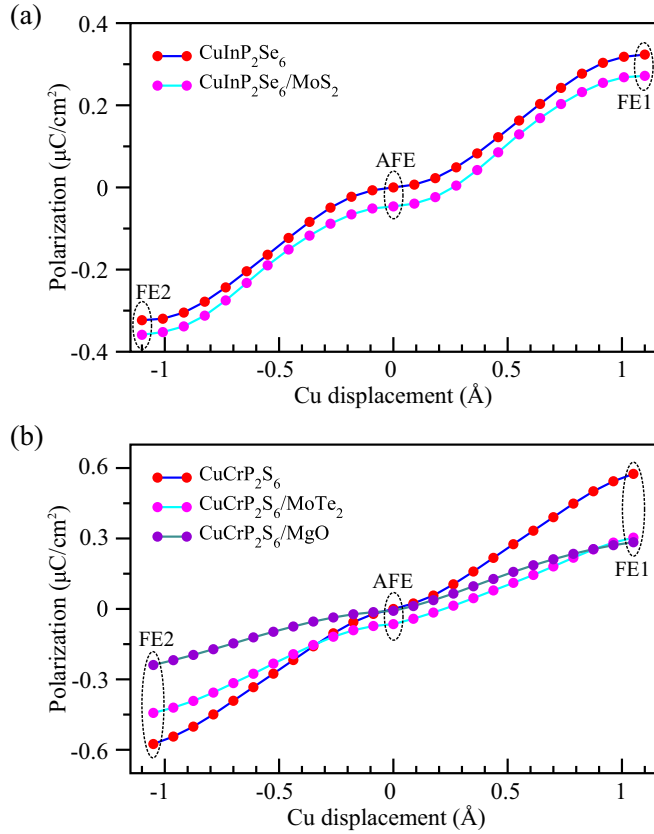 (a)
0.4
0.2
0
-0.2
-0.4
Polarization (μC/cm²)
CuInP₂Se₆
CuInP₂Se₆/MoS₂
FE1
AFE
FE2
-1
-0.5
0
0.5
1
Cu displacement (Å)
(b)
0.6
0.3
0
-0.3
-0.6
Polarization (μC/cm²)
CuCrP₂S₆
CuCrP₂S₆/MoTe₂
CuCrP₂S₆/MgO
AFE
FE1
FE2
-1
-0.5
0
0.5
1
Cu displacement (Å)